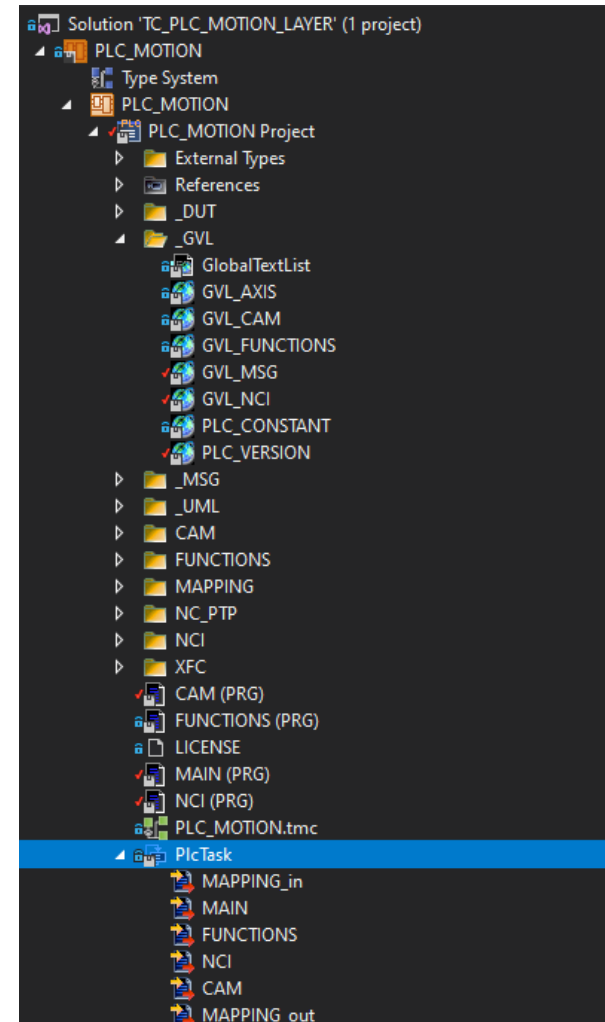 Solution 'TC_PLC_MOTION_LAYER' (1 project)
PLC_MOTION
Type System
PLC_MOTION
PLC_MOTION Project
External Types
References
_DUT
_GVL
GlobalTextList
GVL_AXIS
GVL_CAM
GVL_FUNCTIONS
GVL_MSG
GVL_NCI
PLC_CONSTANT
PLC_VERSION
_MSG
_UML
CAM
FUNCTIONS
MAPPING
NC_PTP
NCI
XFC
CAM (PRG)
FUNCTIONS (PRG)
LICENSE
MAIN (PRG)
NCI (PRG)
PLC_MOTION.tmc
PlcTask
MAPPING_in
MAIN
FUNCTIONS
NCI
CAM
MAPPING_out